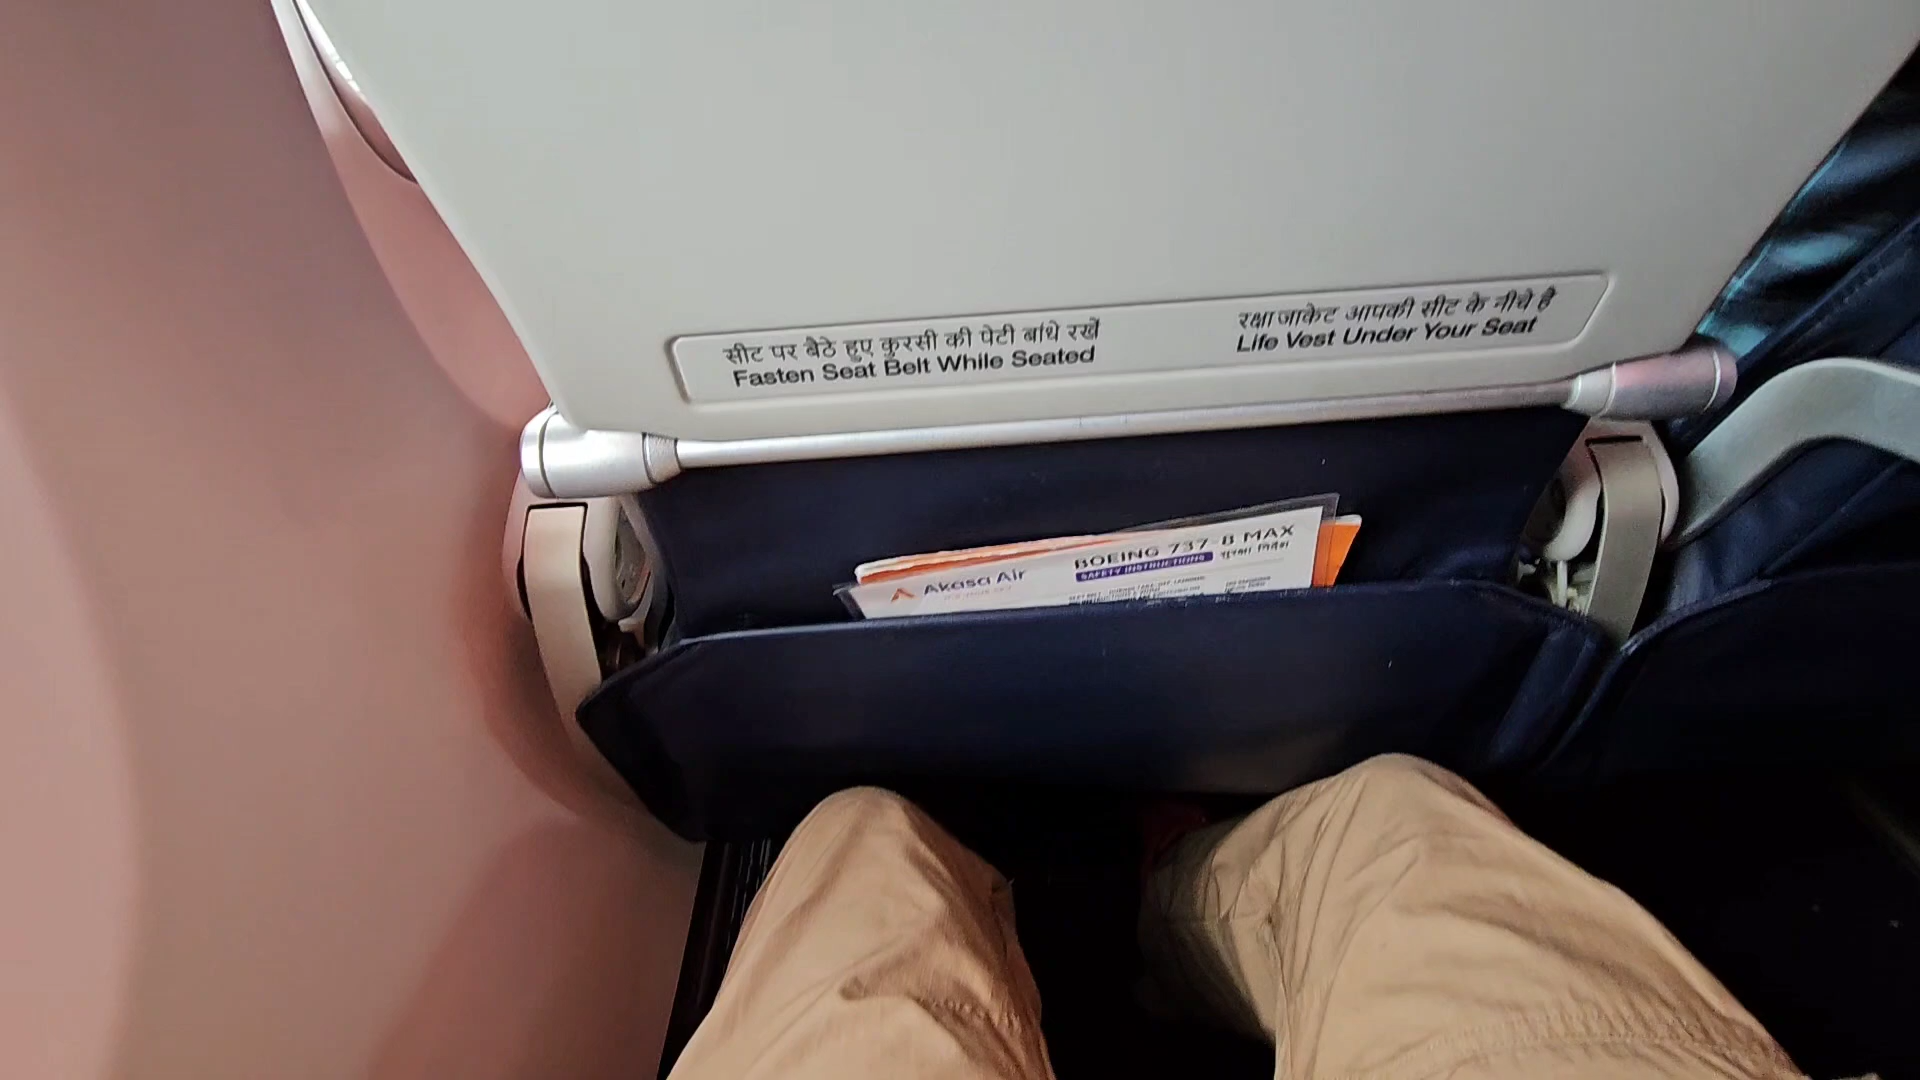 सीट पर बैठे हुए कुरसी की पेटी बांधे रखें
Fasten Seat Belt While Seated
रक्षा जाकेट आपकी सीट के नीचे है
Life Vest Under Your Seat
Akasa Air
BOEING 737-8 MAX
SAFETY INSTRUCTIONS सुरक्षा निर्देश